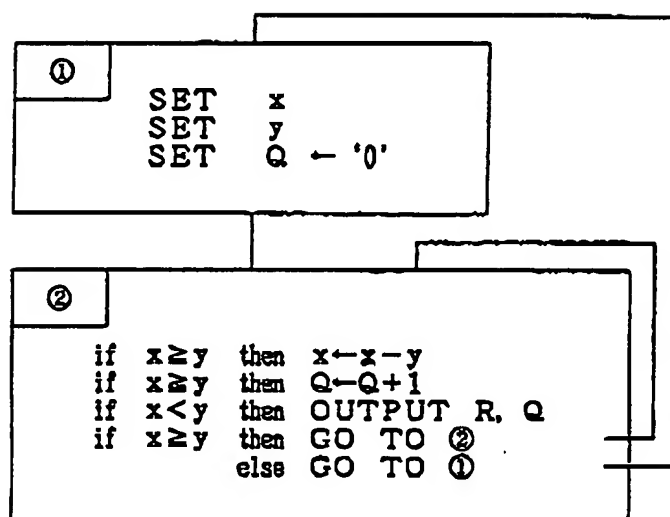 ①
SET x
SET y
SET Q ← '0'
②
if x≧y then x←x−y
if x≧y then Q←Q+1
if x<y then OUTPUT R, Q
if x≧y then GO TO ②
else GO TO ①